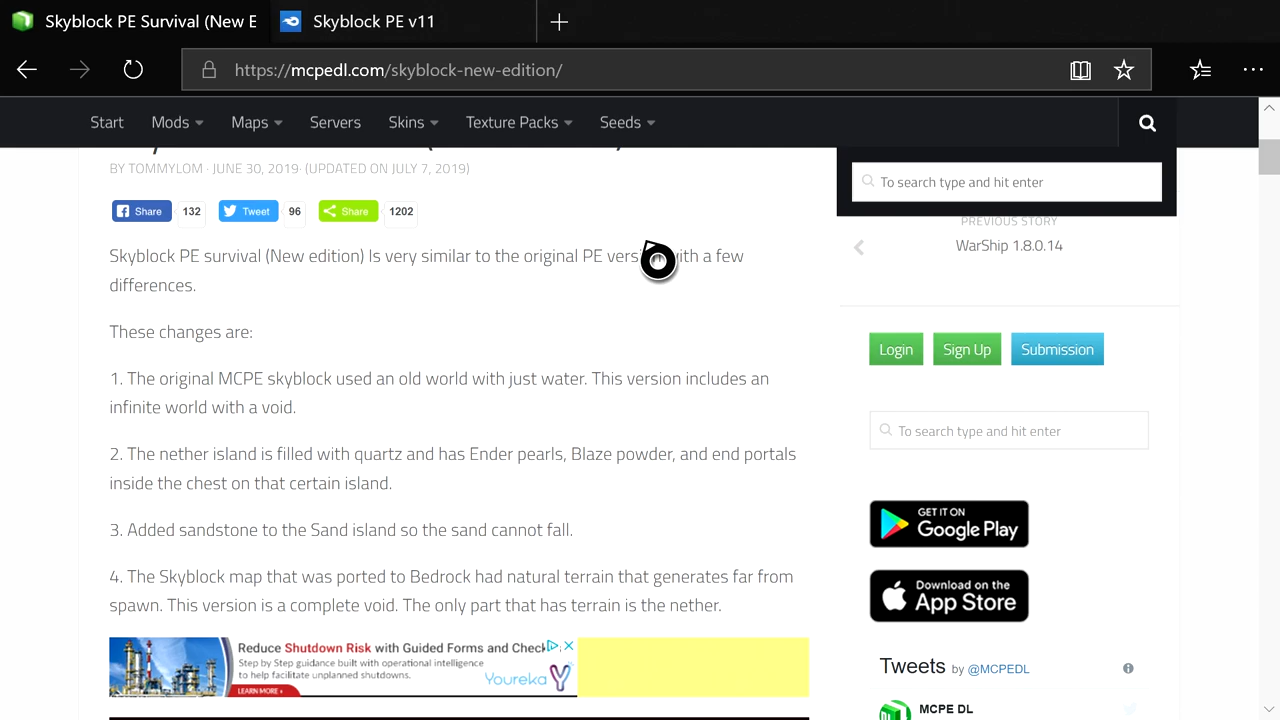 Skyblock PE Survival (New E
Skyblock PE v11
https://mcpedl.com/skyblock-new-edition/
Start Mods Maps Servers Skins Texture Packs Seeds
To search type and hit enter
BY TOMMYLOM · JUNE 30, 2019· (UPDATED ON JULY 7, 2019)
Share 132 Tweet 96 Share 1202
PREVIOUS STORY
WarShip 1.8.0.14
Skyblock PE survival (New edition) Is very similar to the original PE with a few
differences.
These changes are:
1. The original MCPE skyblock used an old world with just water. This version includes an
infinite world with a void.
2. The nether island is filled with quartz and has Ender pearls, Blaze powder, and end portals
inside the chest on that certain island.
3. Added sandstone to the Sand island so the sand cannot fall.
4. The Skyblock map that was ported to Bedrock had natural terrain that generates far from
spawn. This version is a complete void. The only part that has terrain is the nether.
Login Sign Up Submission
To search type and hit enter
GET IT ON
Google Play
Download on the
App Store
Reduce Shutdown Risk with Guided Forms and Check
Step by Step guidance built with operational intelligence
to help facilitate unplanned shutdowns.
LEARN MORE
Youreka
Tweets by @MCPEDL
MCPE DL